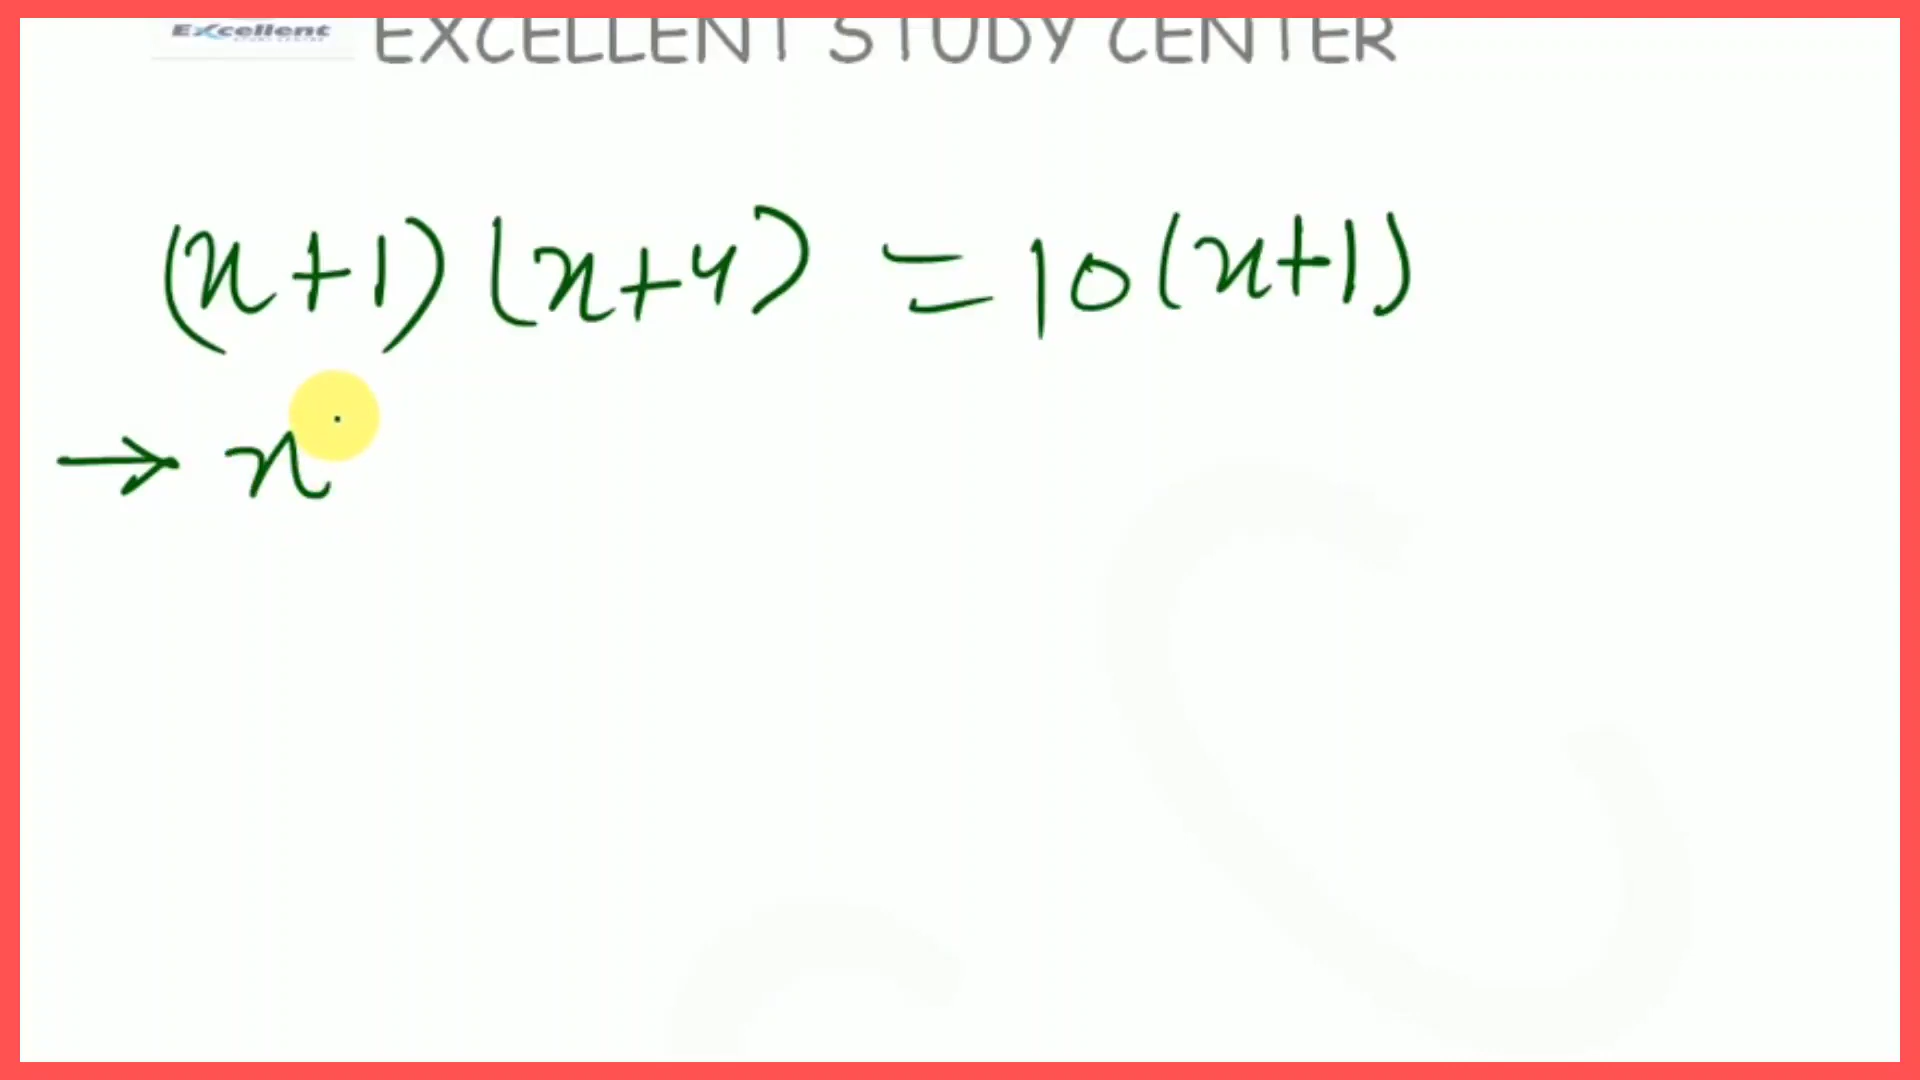 Excellent EXCELLENT STUDY CENTER
(x+1)(x+4) = 10(x+1)
→ x